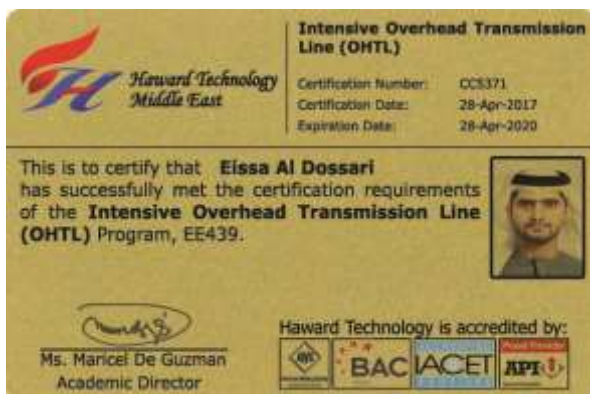 Haward Technology
Middle East
Intensive Overhead Transmission
Line (OHTL)
Certification Number: CCS371
Certification Date: 28-Apr-2017
Expiration Date: 28-Apr-2020
This is to certify that Eissa Al Dossari
has successfully met the certification requirements
of the Intensive Overhead Transmission Line
(OHTL) Program, EE439.
Ms. Maricel De Guzman
Academic Director
Haward Technology is accredited by:
BAC
IACET
API